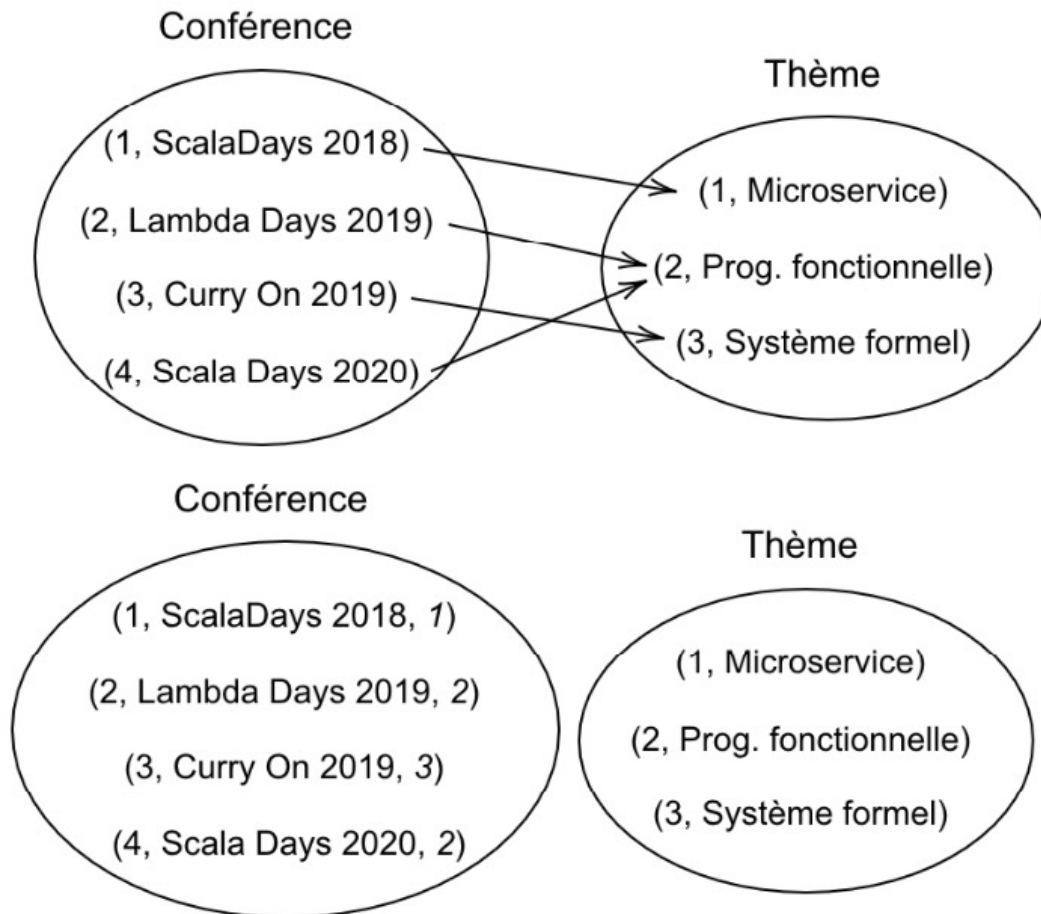 Conférence
Thème
(1, ScalaDays 2018)
(1, Microservice)
(2, Lambda Days 2019)
(2, Prog. fonctionnelle)
(3, Curry On 2019)
(3, Système formel)
(4, Scala Days 2020)
Conférence
Thème
(1, ScalaDays 2018, 1)
(1, Microservice)
(2, Lambda Days 2019, 2)
(2, Prog. fonctionnelle)
(3, Curry On 2019, 3)
(3, Système formel)
(4, Scala Days 2020, 2)